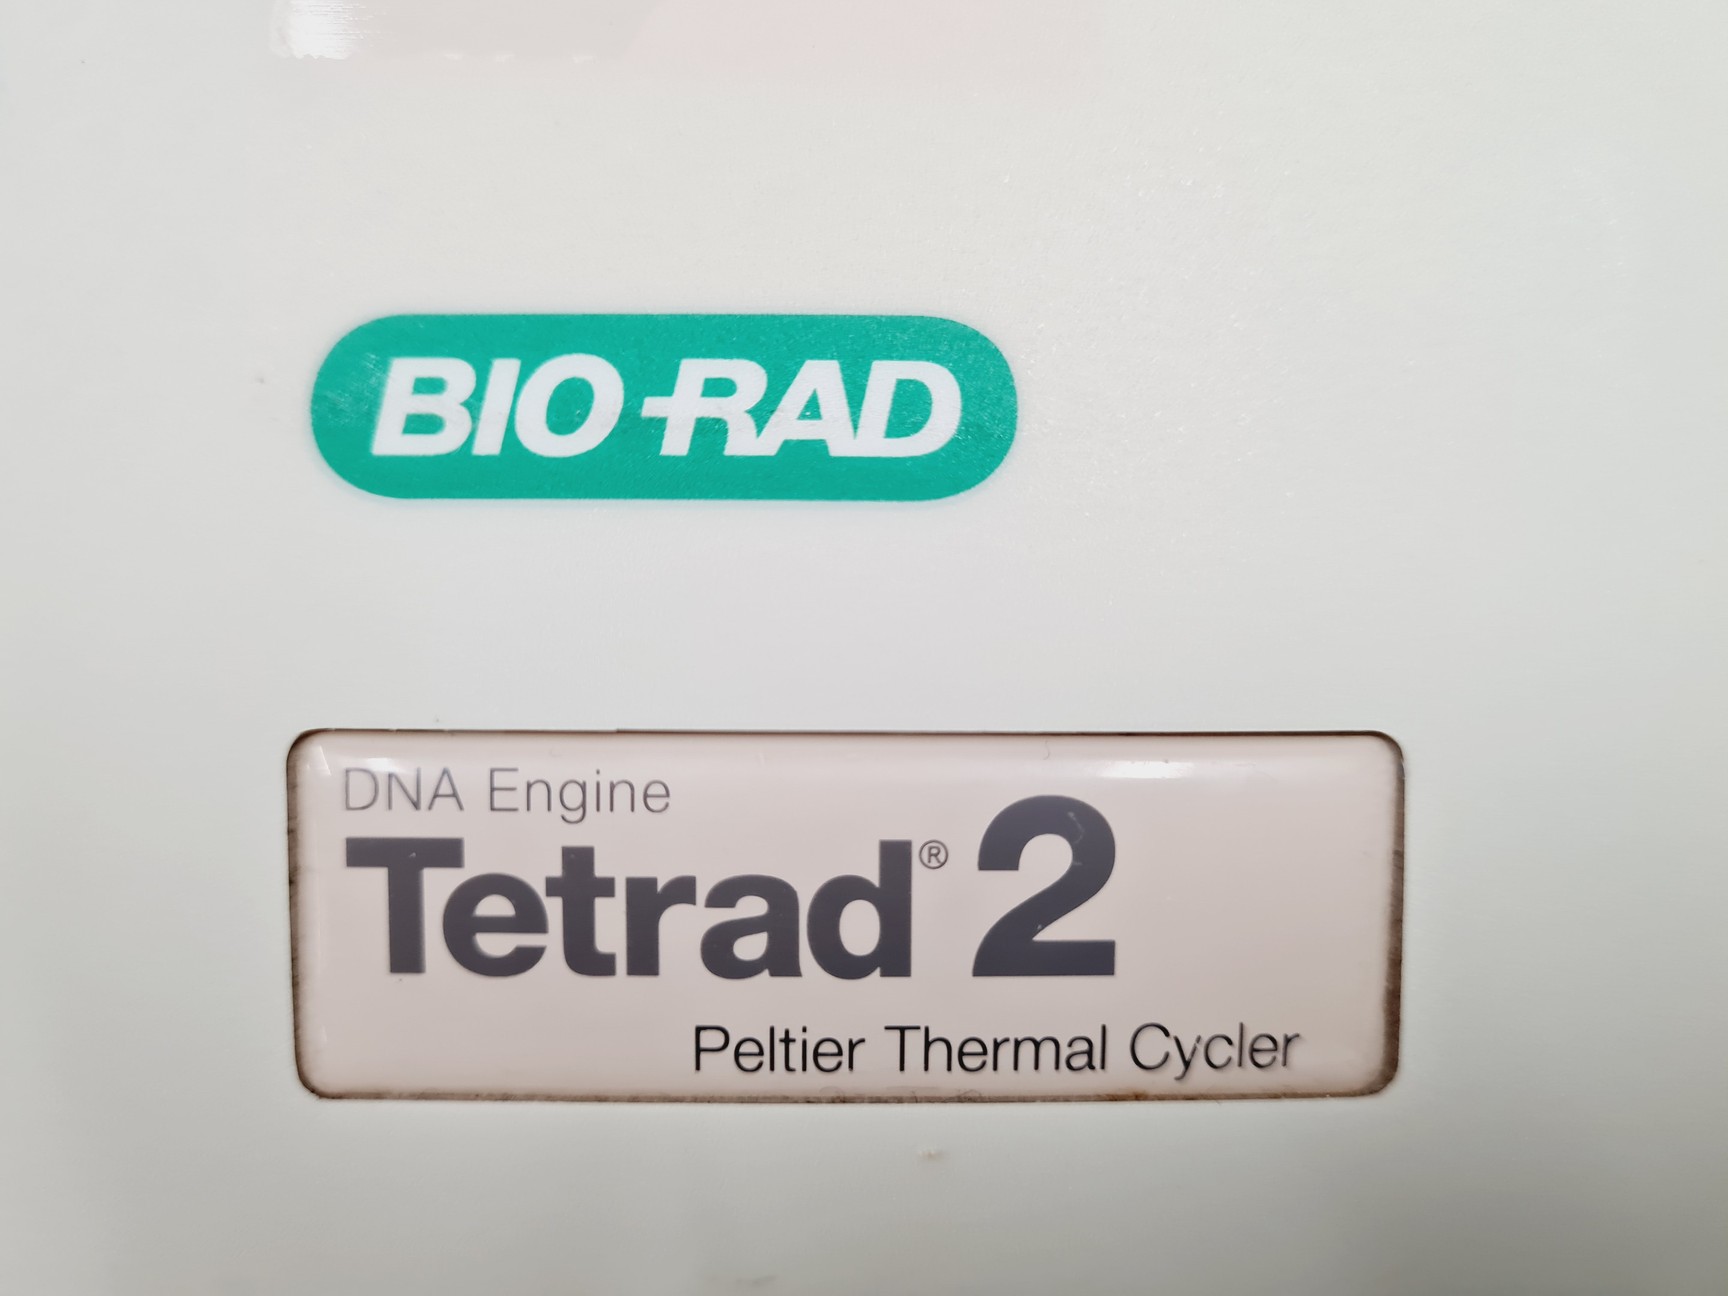 BIO-RAD
DNA Engine
Tetrad® 2
Peltier Thermal Cycler